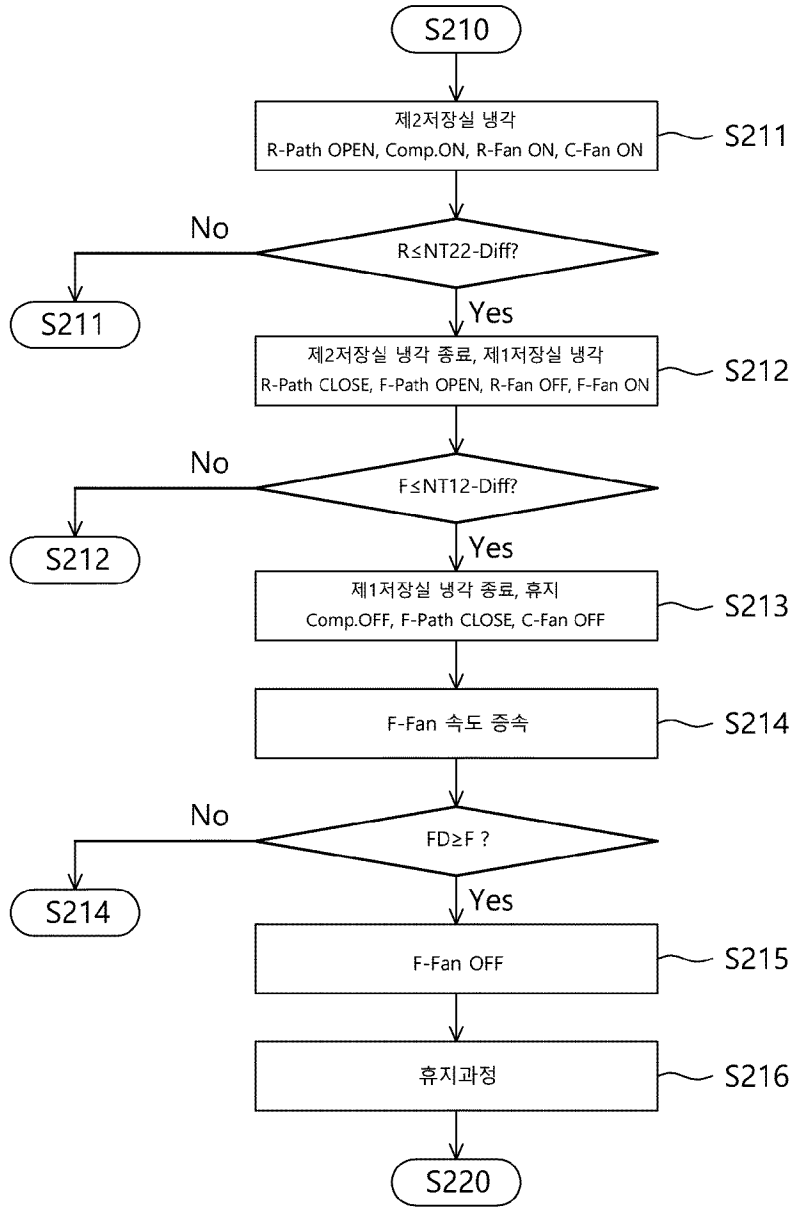 S210
제2저장실 냉각
R-Path OPEN, Comp.ON, R-Fan ON, C-Fan ON
S211
No
R≤NT22-Diff?
S211
Yes
제2저장실 냉각 종료, 제1저장실 냉각
R-Path CLOSE, F-Path OPEN, R-Fan OFF, F-Fan ON
S212
No
F≤NT12-Diff?
S212
Yes
제1저장실 냉각 종료, 휴지
Comp.OFF, F-Path CLOSE, C-Fan OFF
S213
F-Fan 속도 증속
S214
No
FD≥F ?
S214
Yes
F-Fan OFF
S215
휴지과정
S216
S220